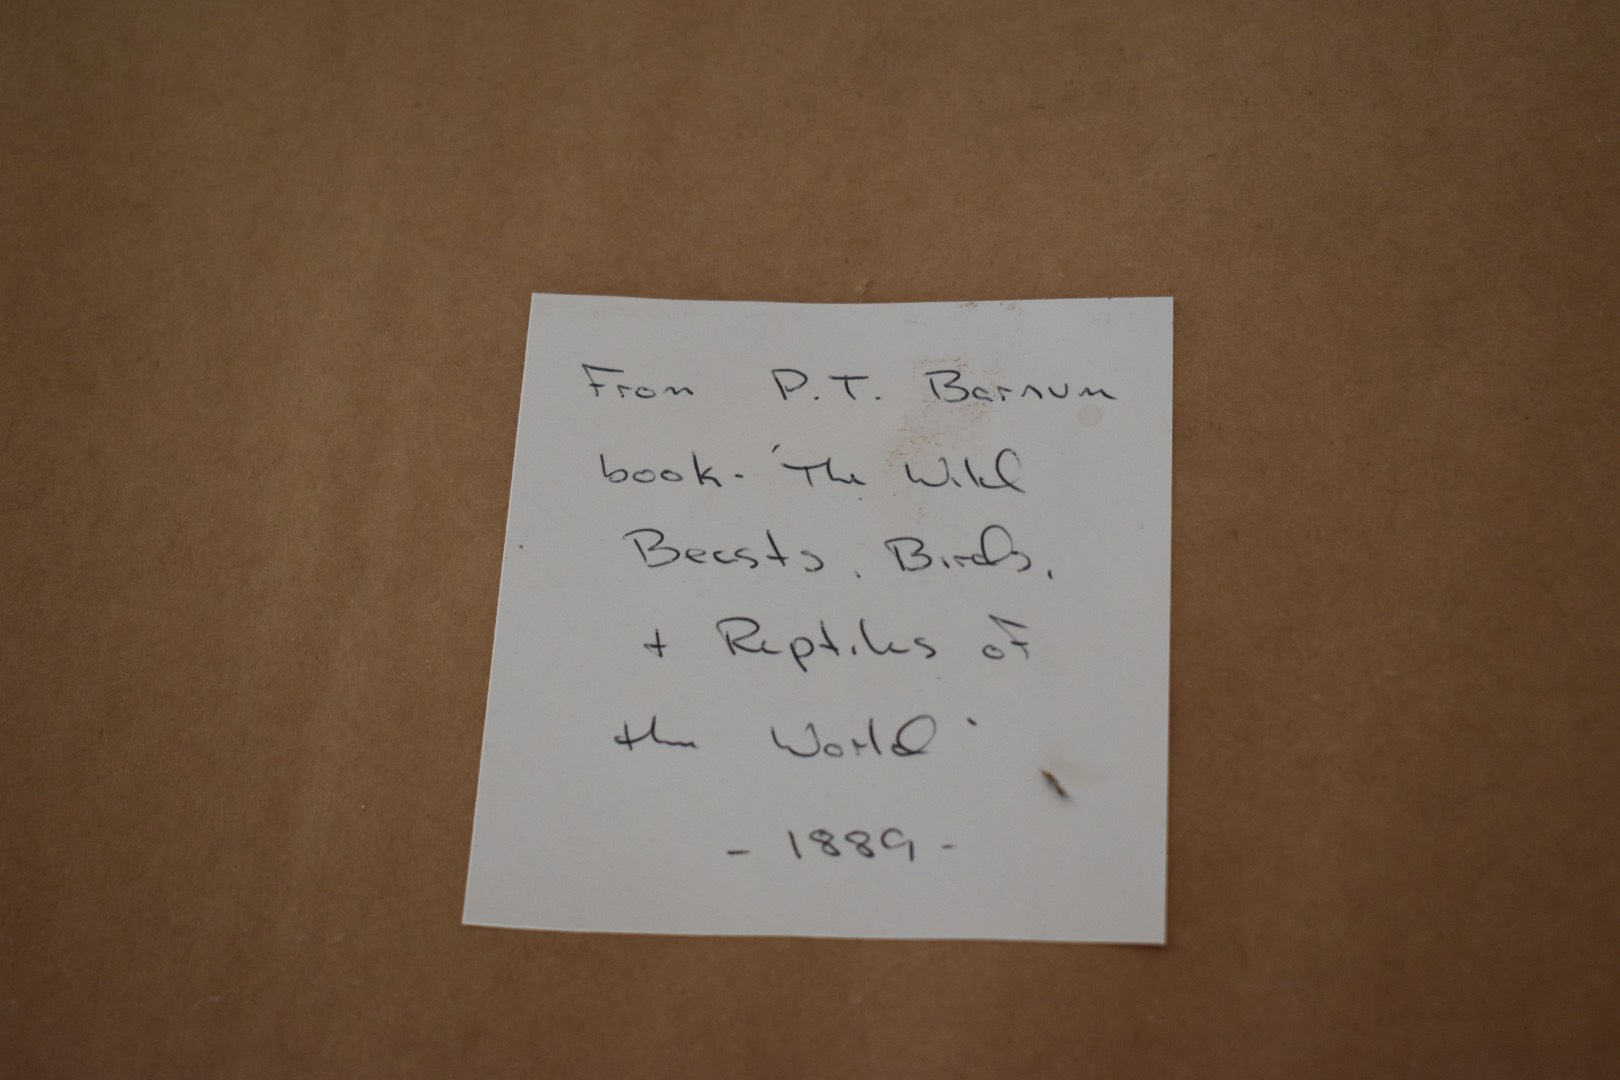 From P.T. Barnum
book - 'The Wild
Beasts, Birds,
+ Reptiles of
the World'
- 1889 -